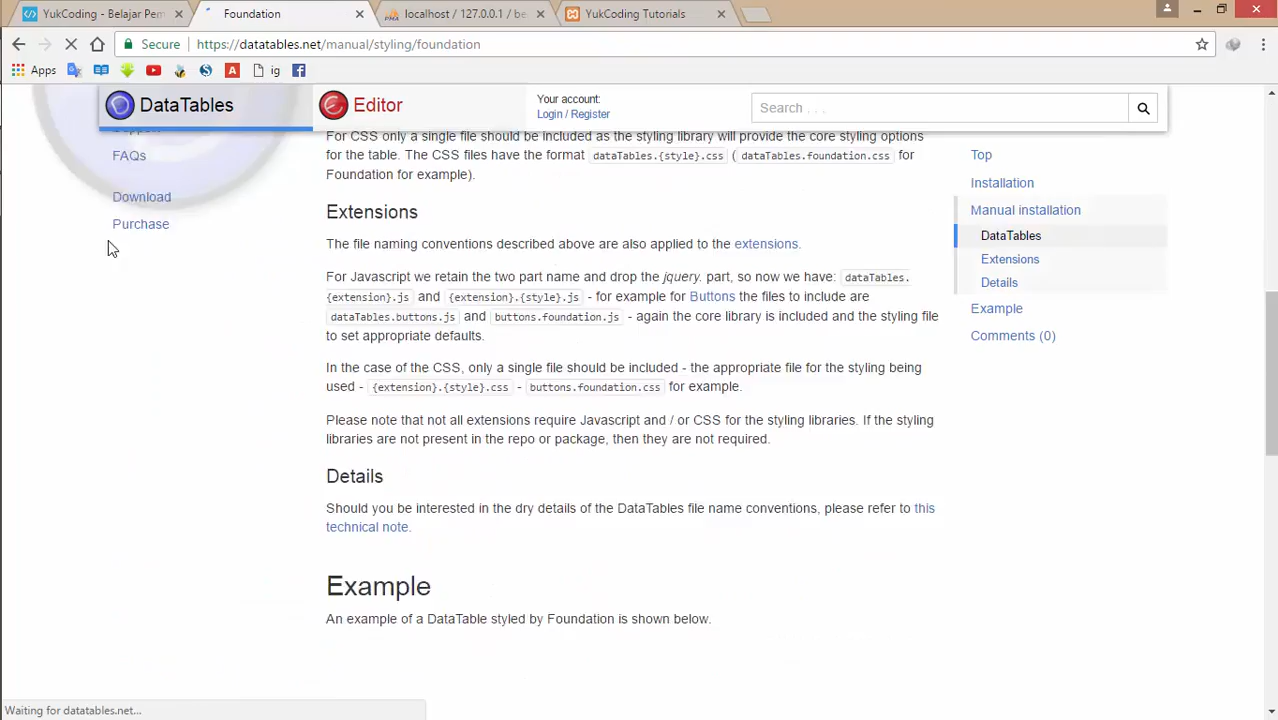 YukCoding - Belajar Pem
Foundation
localhost / 127.0.0.1 / be
YukCoding Tutorials
Secure
https://datatables.net/manual/styling/foundation
Apps
ig
DataTables
Editor
Your account:
Login / Register
Search . . .
Support
FAQs
Download
Purchase
For CSS only a single file should be included as the styling library will provide the core styling options
for the table. The CSS files have the format dataTables.{style}.css ( dataTables.foundation.css for
Foundation for example).
Extensions
The file naming conventions described above are also applied to the extensions.
For Javascript we retain the two part name and drop the jquery. part, so now we have: dataTables.
{extension}.js and {extension}.{style}.js - for example for Buttons the files to include are
dataTables.buttons.js and buttons.foundation.js - again the core library is included and the styling file
to set appropriate defaults.
In the case of the CSS, only a single file should be included - the appropriate file for the styling being
used - {extension}.{style}.css - buttons.foundation.css for example.
Please note that not all extensions require Javascript and / or CSS for the styling libraries. If the styling
libraries are not present in the repo or package, then they are not required.
Details
Should you be interested in the dry details of the DataTables file name conventions, please refer to this
technical note.
Example
An example of a DataTable styled by Foundation is shown below.
Top
Installation
Manual installation
DataTables
Extensions
Details
Example
Comments (0)
Waiting for datatables.net...